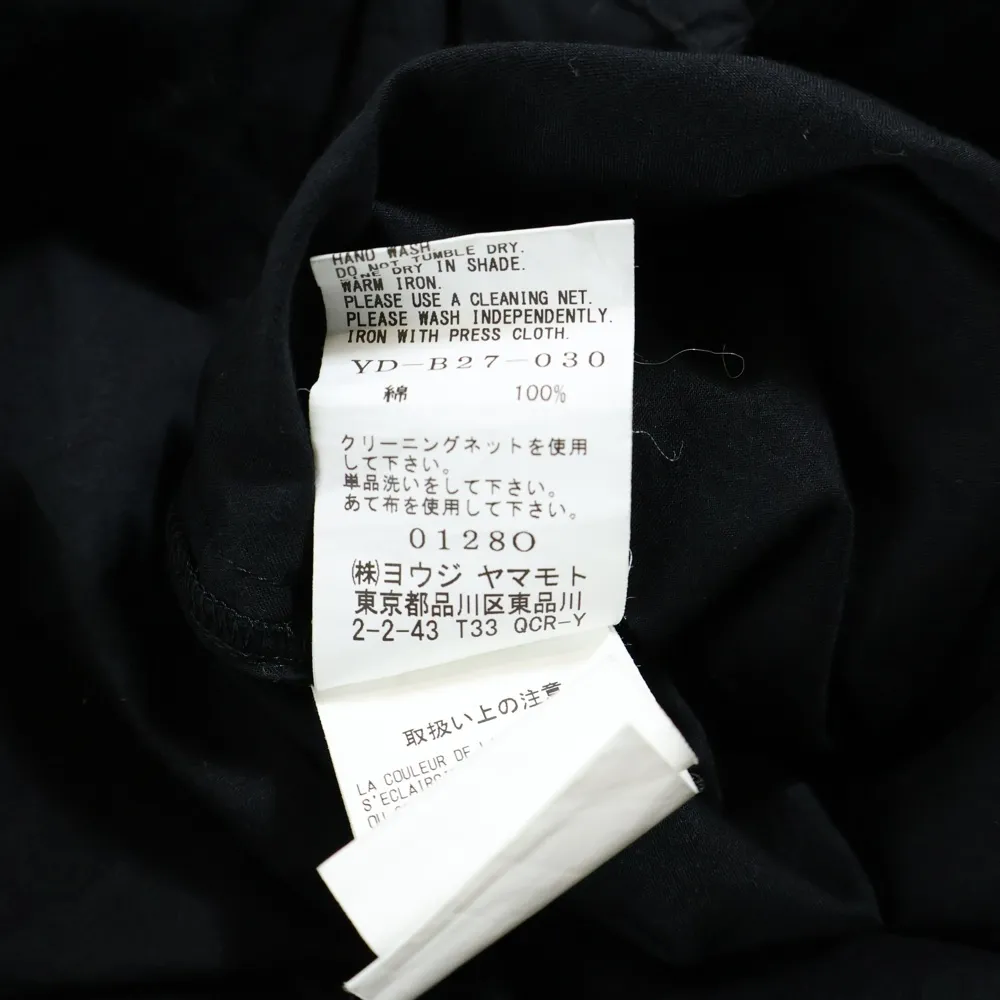 HAND WASH.
DO NOT TUMBLE DRY.
LINE DRY IN SHADE.
WARM IRON.
PLEASE USE A CLEANING NET.
PLEASE WASH INDEPENDENTLY.
IRON WITH PRESS CLOTH.
YD-B27-030
綿 100%
クリーニングネットを使用
して下さい。
単品洗いをして下さい。
あて布を使用して下さい。
01280
㈱ヨウジ ヤマモト
東京都品川区東品川
2-2-43 T33 QCR-Y
取扱い上の注意
LA COULEUR DE
S'ECLAIRC
DU